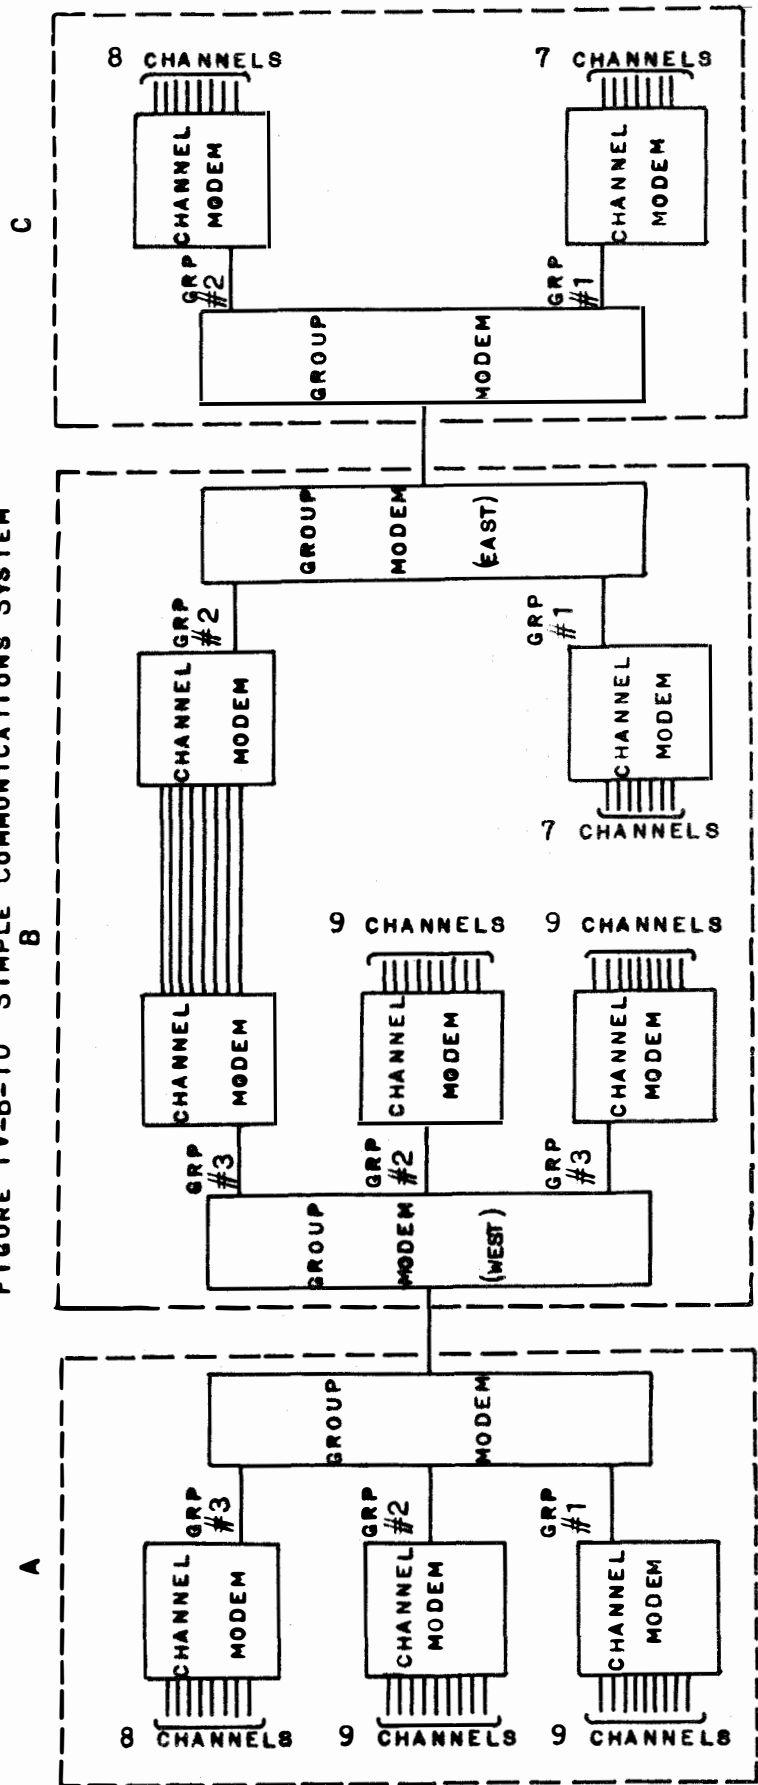 FIGURE IV-B-10 SIMPLE COMMUNICATIONS SYSTEM
A
B
C
8 CHANNELS
CHANNEL
MODEM
GRP
#3
9 CHANNELS
CHANNEL
MODEM
GRP
#2
9 CHANNELS
CHANNEL
MODEM
GRP
#1
GROUP
MODEM
GROUP
MODEM
(WEST)
GRP
#3
CHANNEL
MODEM
GRP
#2
CHANNEL
MODEM
9 CHANNELS
GRP
#3
CHANNEL
MODEM
9 CHANNELS
CHANNEL
MODEM
GRP
#2
7 CHANNELS
CHANNEL
MODEM
GRP
#1
GROUP
MODEM
(EAST)
GROUP
MODEM
GRP
#2
CHANNEL
MODEM
8 CHANNELS
GRP
#1
CHANNEL
MODEM
7 CHANNELS